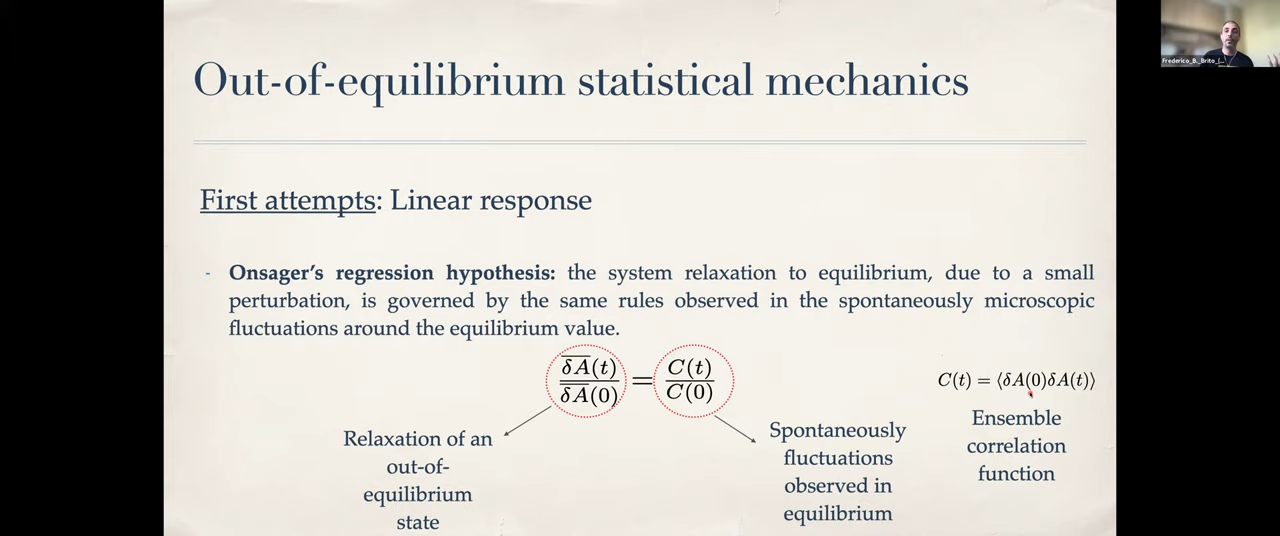 Out-of-equilibrium statistical mechanics
Frederico_B._Brito_(...
First attempts: Linear response
- Onsager's regression hypothesis: the system relaxation to equilibrium, due to a small
perturbation, is governed by the same rules observed in the spontaneously microscopic
fluctuations around the equilibrium value.
δA(t)/δA(0) = C(t)/C(0)
C(t) = ⟨δA(0)δA(t)⟩
Relaxation of an
out-of-
equilibrium
state
Spontaneously
fluctuations
observed in
equilibrium
Ensemble
correlation
function